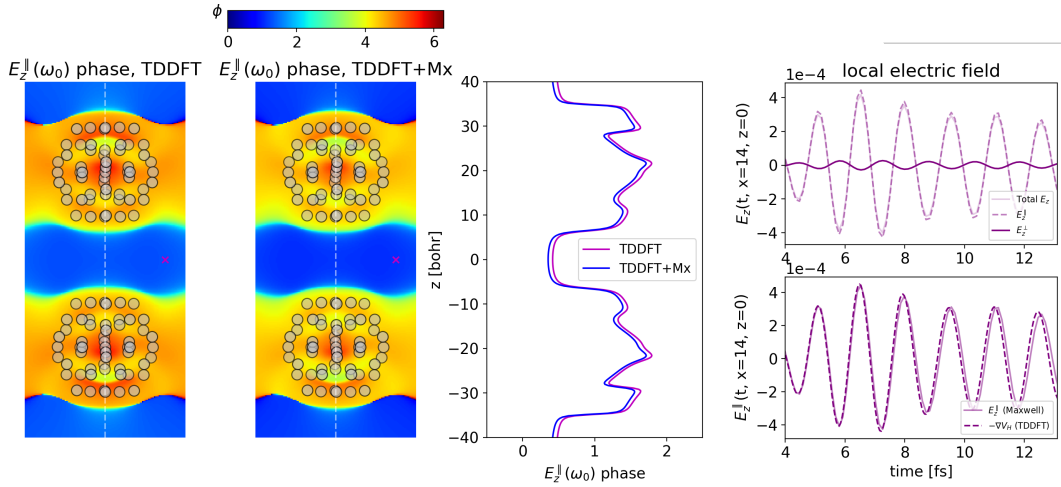 ϕ
0 2 4 6
E_z^∥(ω₀) phase, TDDFT
E_z^∥(ω₀) phase, TDDFT+Mx
z [bohr]
40
30
20
10
0
−10
−20
−30
−40
TDDFT
TDDFT+Mx
0 1 2
E_z^∥(ω₀) phase
local electric field
1e−4
E_z(t, x=14, z=0)
4
2
0
−2
−4
Total E_z
E_z^∥
E_z^⊥
4 6 8 10 12
1e−4
E_z^∥(t, x=14, z=0)
4
2
0
−2
−4
E_z^∥ (Maxwell)
−∇V_H (TDDFT)
4 6 8 10 12
time [fs]